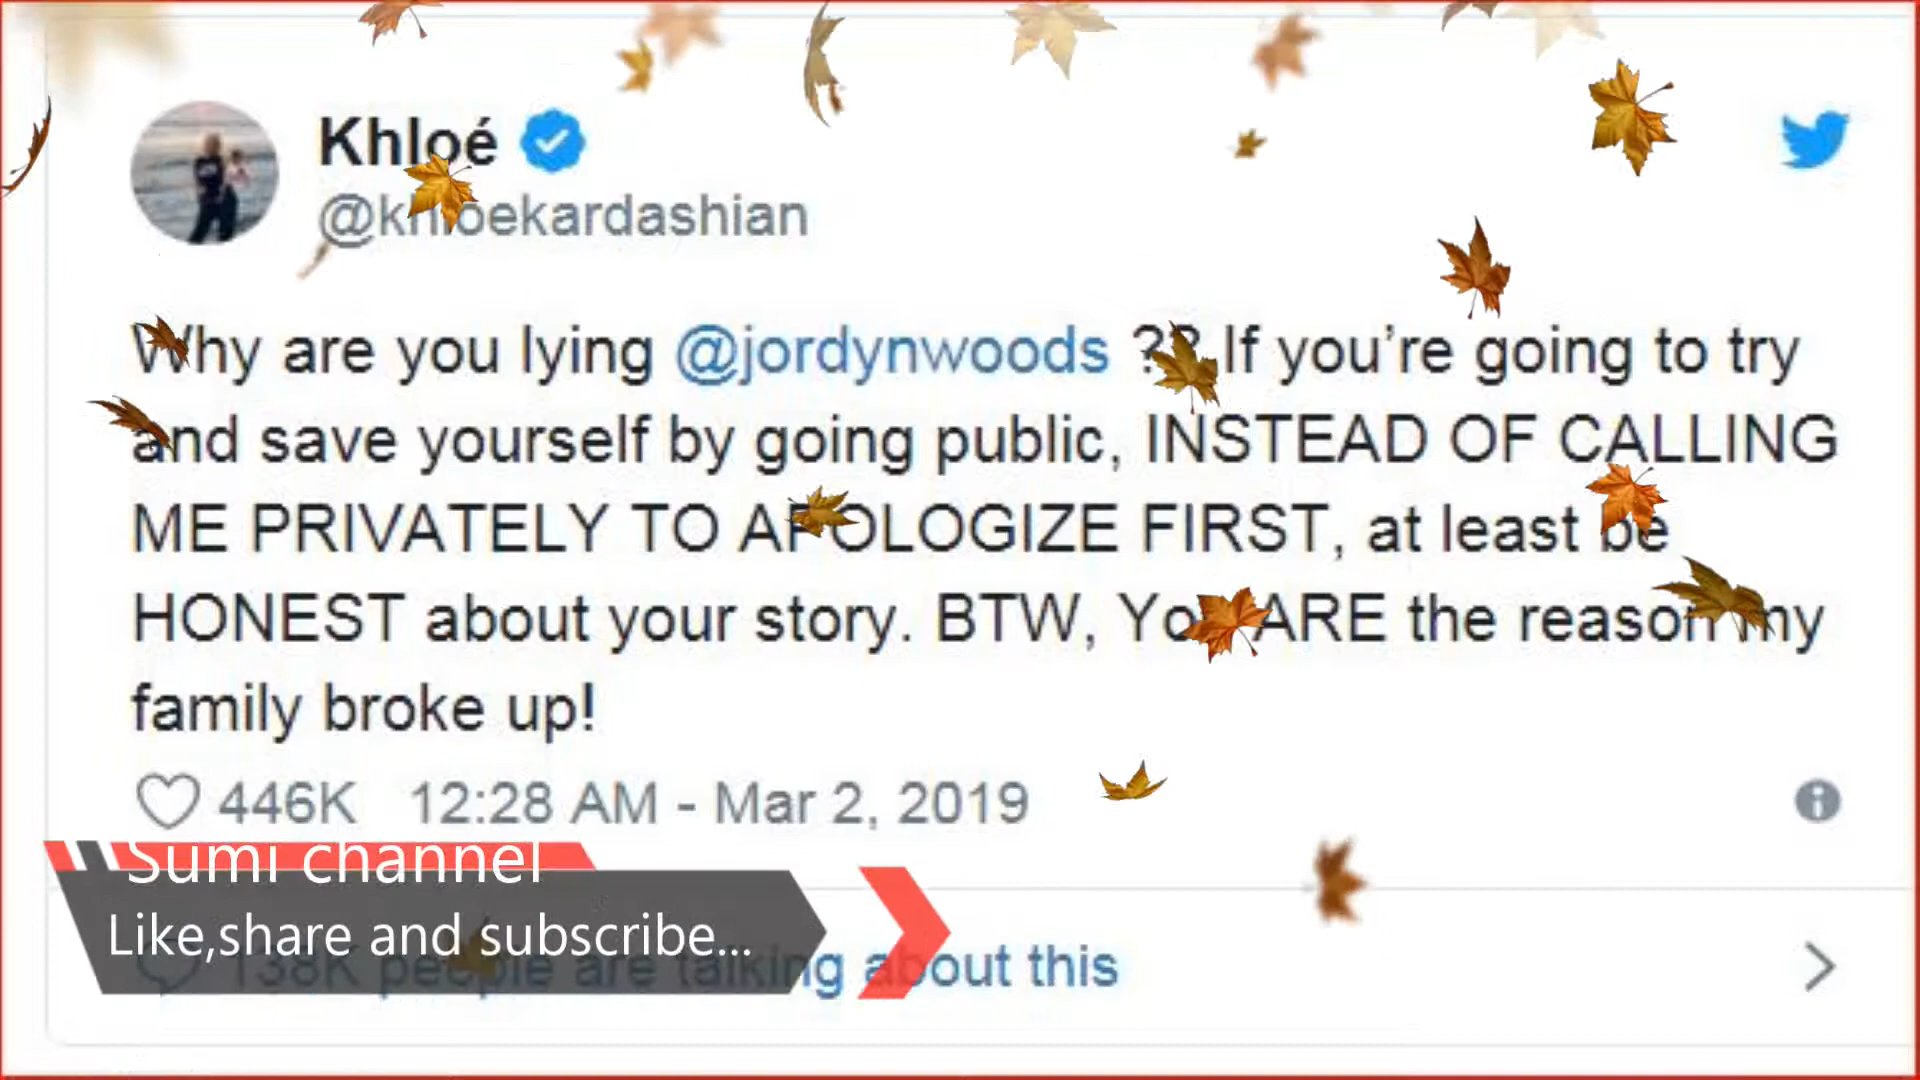 Khloé
@khloekardashian
Why are you lying @jordynwoods ?? If you're going to try
and save yourself by going public, INSTEAD OF CALLING
ME PRIVATELY TO APOLOGIZE FIRST, at least be
HONEST about your story. BTW, You ARE the reason my
family broke up!
446K 12:28 AM - Mar 2, 2019
Sumi channel
Like,share and subscribe...
138K people are talking about this